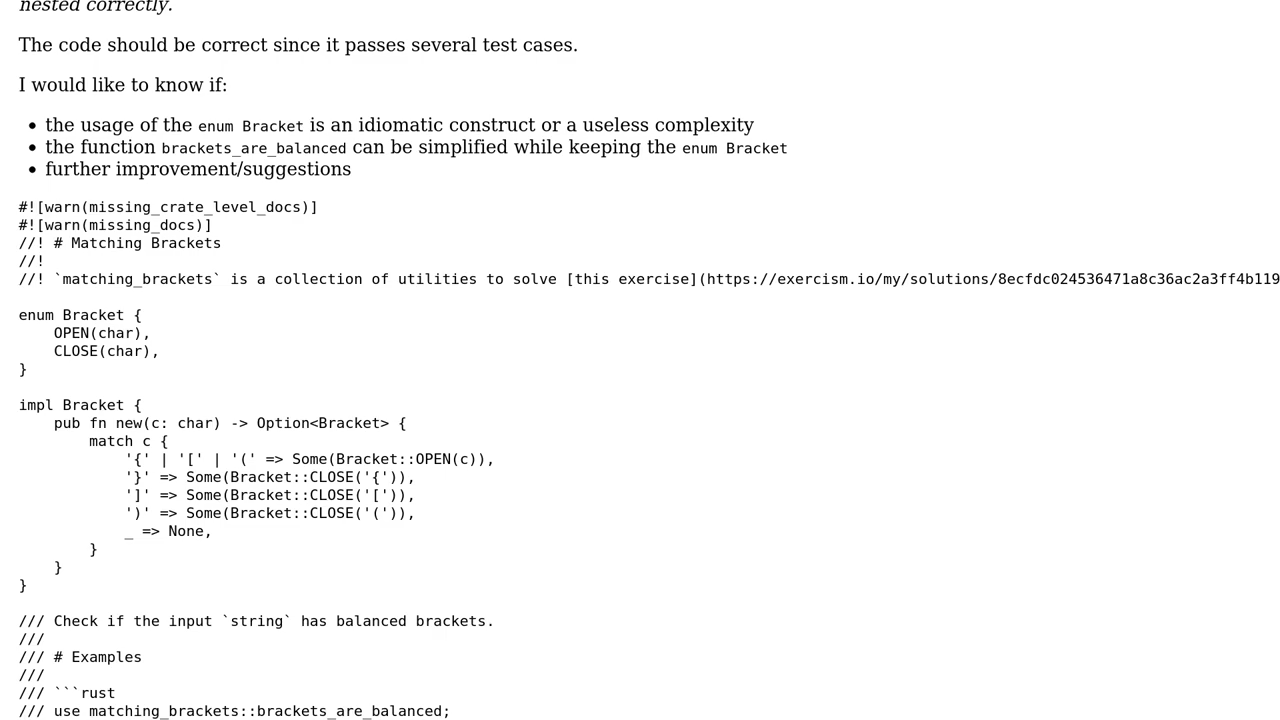 nested correctly.
The code should be correct since it passes several test cases.
I would like to know if:
• the usage of the enum Bracket is an idiomatic construct or a useless complexity
• the function brackets_are_balanced can be simplified while keeping the enum Bracket
• further improvement/suggestions
#![warn(missing_crate_level_docs)]
#![warn(missing_docs)]
//! # Matching Brackets
//!
//! `matching_brackets` is a collection of utilities to solve [this exercise](https://exercism.io/my/solutions/8ecfdc024536471a8c36ac2a3ff4b119
enum Bracket {
    OPEN(char),
    CLOSE(char),
}
impl Bracket {
    pub fn new(c: char) -> Option<Bracket> {
        match c {
            '{' | '[' | '(' => Some(Bracket::OPEN(c)),
            '}' => Some(Bracket::CLOSE('{')),
            ']' => Some(Bracket::CLOSE('[')),
            ')' => Some(Bracket::CLOSE('(')),
            _ => None,
        }
    }
}
/// Check if the input `string` has balanced brackets.
///
/// # Examples
///
/// ```rust
/// use matching_brackets::brackets_are_balanced;